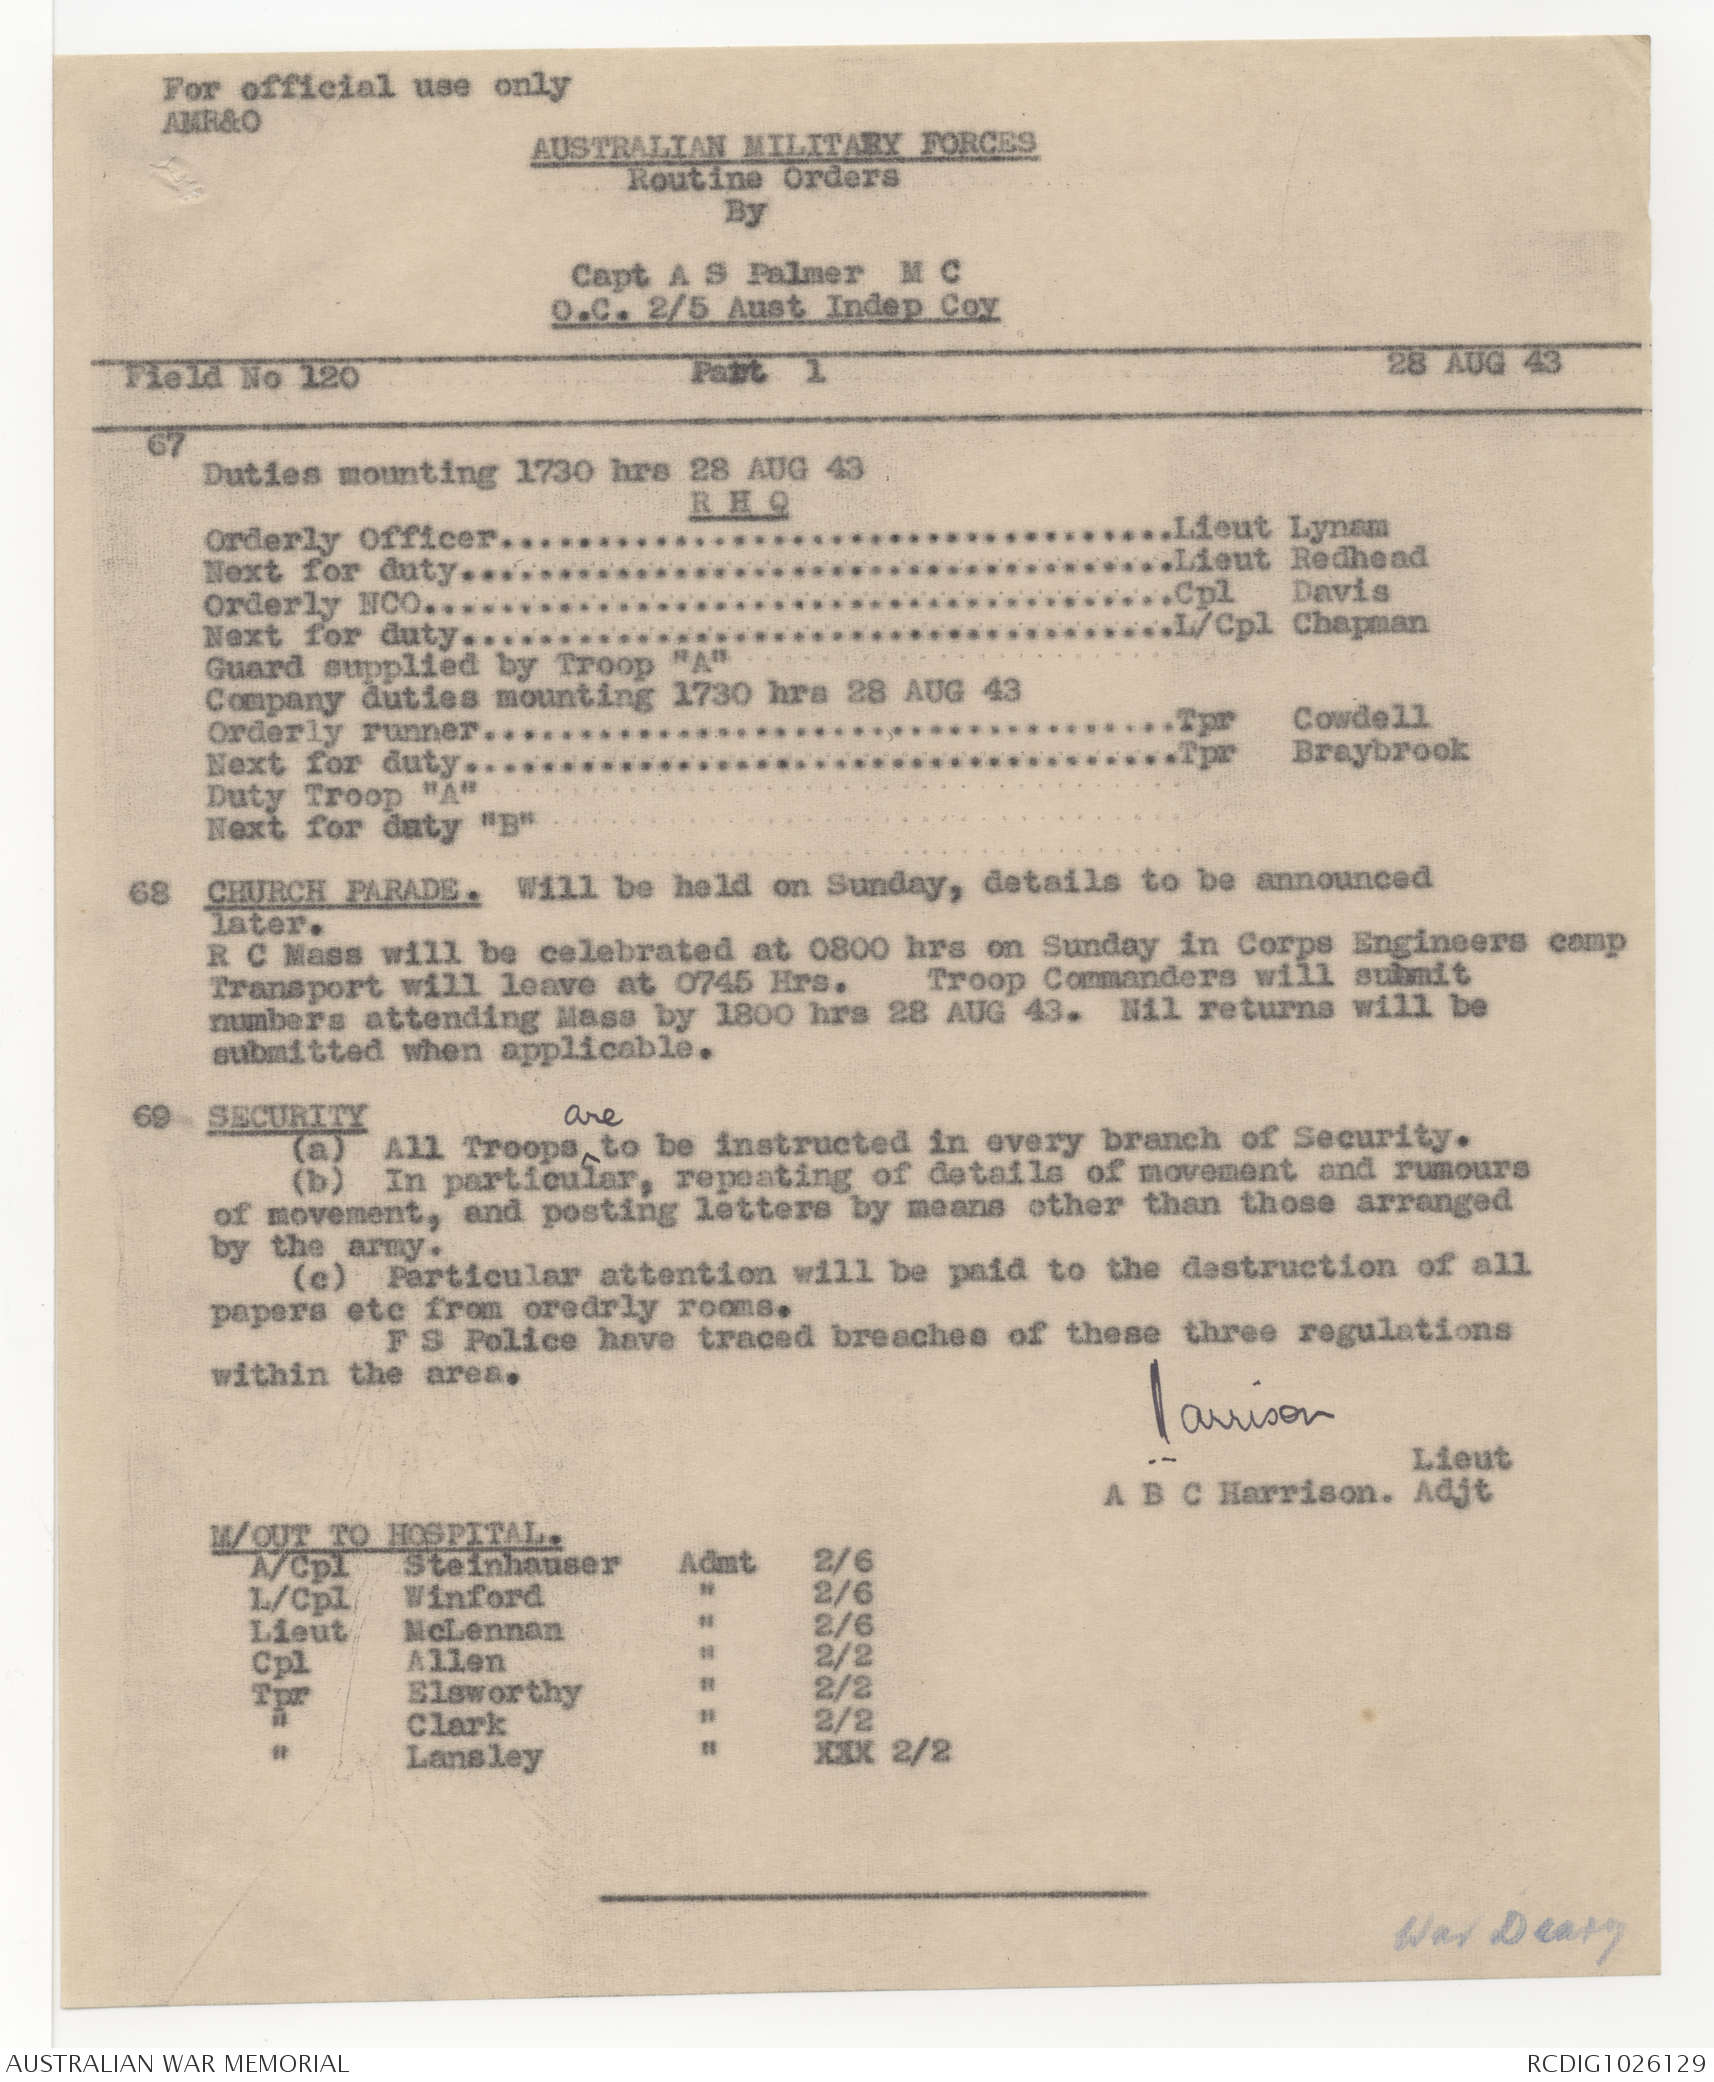 For official use only
AMR&O
AUSTRALIAN MILITARY FORCES
Routine Orders
By
Capt A S Palmer M C
O.C. 2/5 Aust Indep Coy
Field No 120 Part 1 28 AUG 43
67
Duties mounting 1730 hrs 28 AUG 43
R H Q
Orderly Officer...................................Lieut Lynam
Next for duty.....................................Lieut Redhead
Orderly NCO.......................................Cpl Davis
Next for duty.....................................L/Cpl Chapman
Guard supplied by Troop "A"
Company duties mounting 1730 hrs 28 AUG 43
Orderly runner....................................Tpr Cowdell
Next for duty.....................................Tpr Braybrook
Duty Troop "A"
Next for duty "B"
68 CHURCH PARADE. Will be held on Sunday, details to be announced
later.
R C Mass will be celebrated at 0800 hrs on Sunday in Corps Engineers camp
Transport will leave at 0745 Hrs. Troop Commanders will submit
numbers attending Mass by 1800 hrs 28 AUG 43. Nil returns will be
submitted when applicable.
69 SECURITY
are
(a) All Troops to be instructed in every branch of Security.
(b) In particular, repeating of details of movement and rumours
of movement, and posting letters by means other than those arranged
by the army.
(c) Particular attention will be paid to the destruction of all
papers etc from oredrly rooms.
F S Police have traced breaches of these three regulations
within the area.
Harrison
Lieut
A B C Harrison. Adjt
M/OUT TO HOSPITAL.
A/Cpl Steinhauser Admt 2/6
L/Cpl Winford " 2/6
Lieut McLennan " 2/6
Cpl Allen " 2/2
Tpr Elsworthy " 2/2
" Clark " 2/2
" Lansley " XXX 2/2
War Deary
AUSTRALIAN WAR MEMORIAL RCDIG1026129